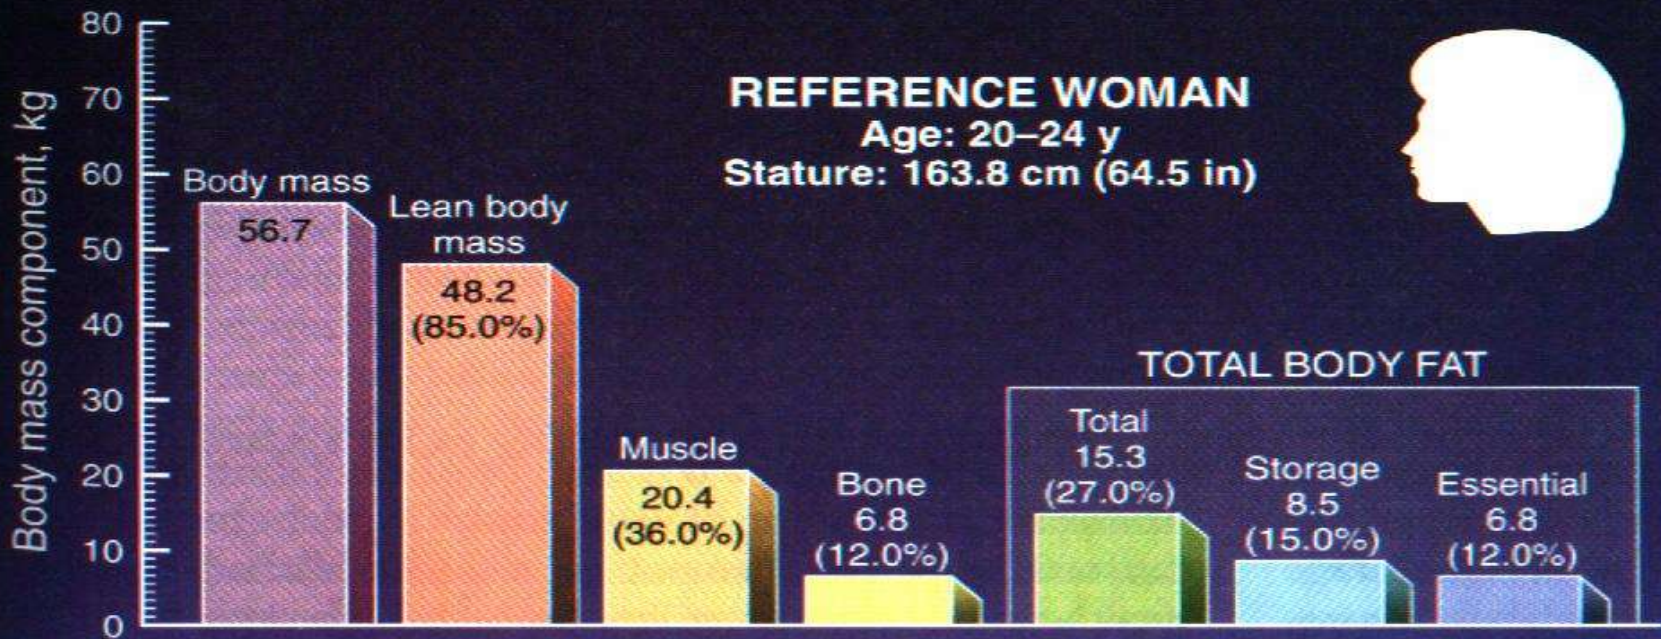 Body mass component, kg
80
70
60
50
40
30
20
10
0
REFERENCE WOMAN
Age: 20–24 y
Stature: 163.8 cm (64.5 in)
Body mass
56.7
Lean body
mass
48.2
(85.0%)
Muscle
20.4
(36.0%)
Bone
6.8
(12.0%)
TOTAL BODY FAT
Total
15.3
(27.0%)
Storage
8.5
(15.0%)
Essential
6.8
(12.0%)